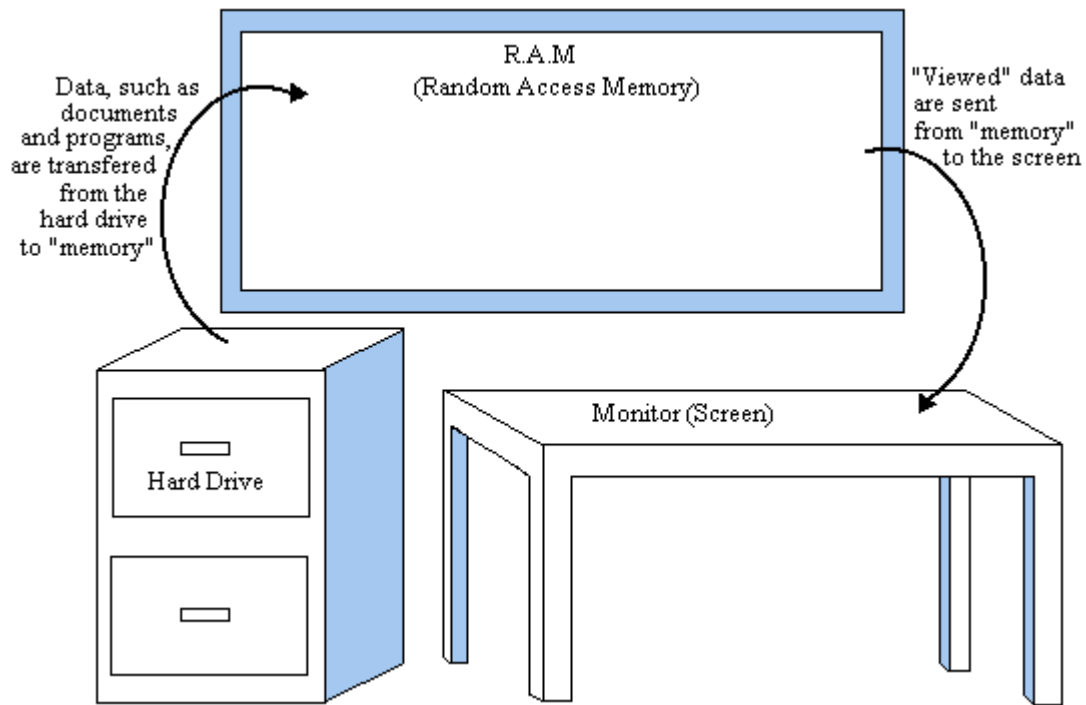 R.A.M
(Random Access Memory)
Data, such as
documents
and programs,
are transfered
from the
hard drive
to "memory"
"Viewed" data
are sent
from "memory"
to the screen
Monitor (Screen)
Hard Drive